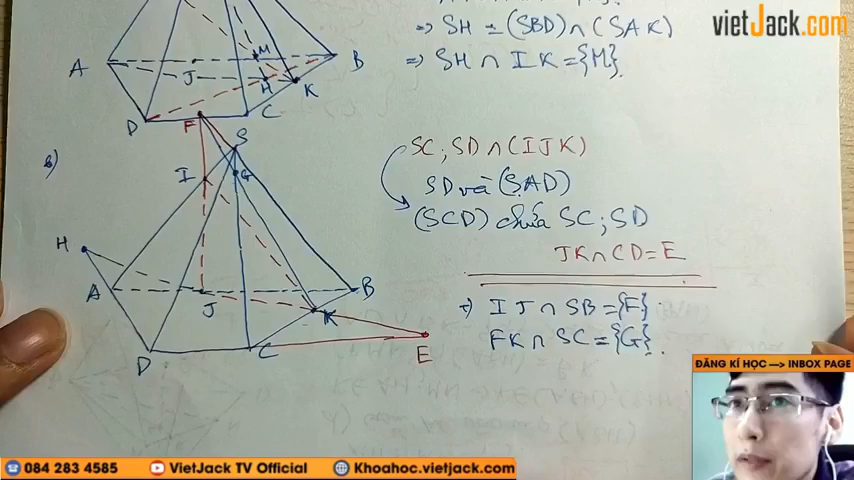 ⇒ SH = (SBD) ∩ (SAK)
⇒ SH ∩ IK = {M}.
vietJack.com
A
M
B
J
H
K
D
C
b)
F
S
I
G
H
A
J
B
K
D
C
E
SC; SD ∩ (IJK)
SD và (SAD)
(SCD) chứa SC; SD
JK ∩ CD = E
+) IJ ∩ SB = {F}
FK ∩ SC = {G}.
ĐĂNG KÍ HỌC —> INBOX PAGE
084 283 4585 VietJack TV Official Khoahoc.vietjack.com